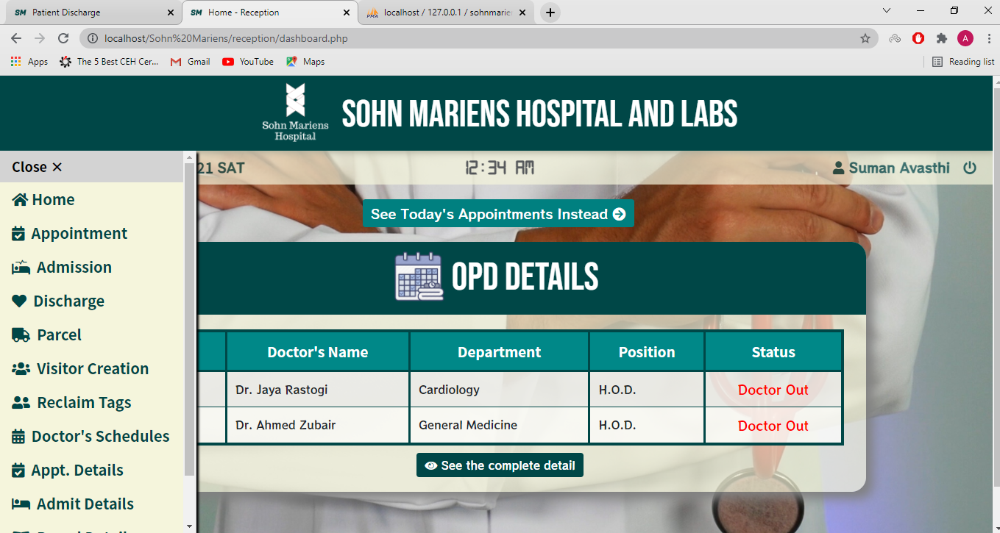 SM Patient Discharge
SM Home - Reception
PMA localhost / 127.0.0.1 / sohnmarie
localhost/Sohn%20Mariens/reception/dashboard.php
A
Apps
The 5 Best CEH Cer...
Gmail
YouTube
Maps
Reading list
Sohn Mariens
Hospital
SOHN MARIENS HOSPITAL AND LABS
Close ✕
21 SAT
12:34 AM
Suman Avasthi
Home
Appointment
Admission
Discharge
Parcel
Visitor Creation
Reclaim Tags
Doctor's Schedules
Appt. Details
Admit Details
See Today's Appointments Instead
OPD DETAILS
Doctor's Name Department Position Status
Dr. Jaya Rastogi Cardiology H.O.D. Doctor Out
Dr. Ahmed Zubair General Medicine H.O.D. Doctor Out
See the complete detail